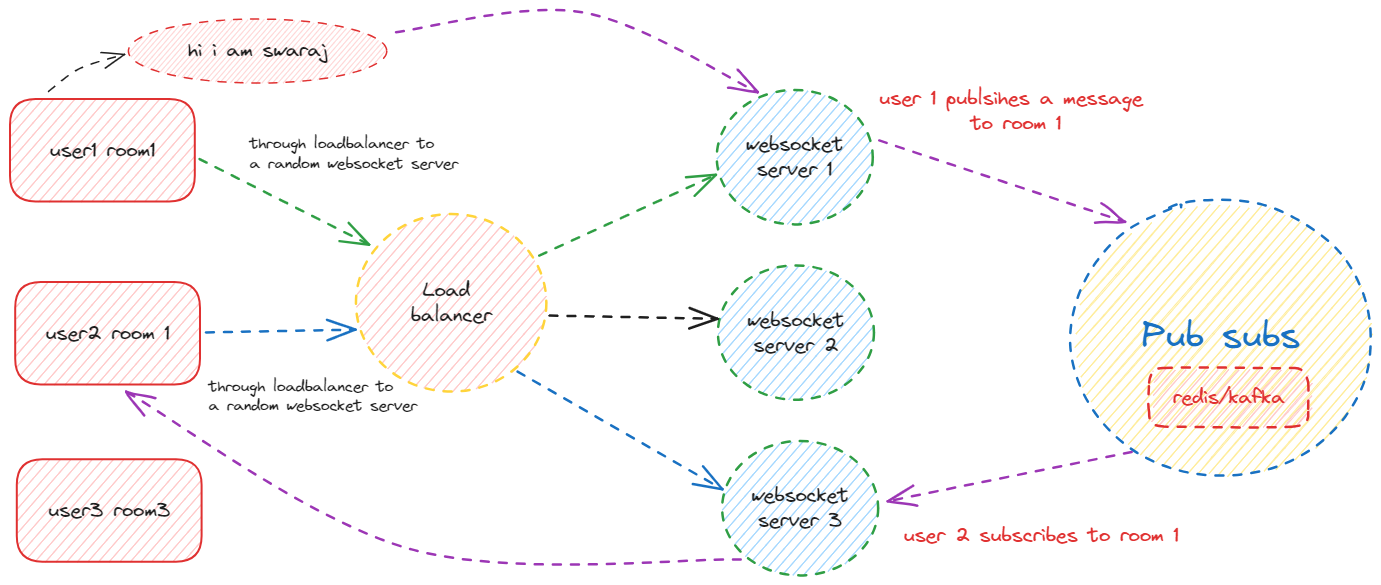 hi i am swaraj
user1 room1
through loadbalancer to
a random websocket server
websocket
server 1
user 1 publsihes a message
to room 1
Load
balancer
user2 room 1
websocket
server 2
Pub subs
redis/kafka
through loadbalancer to
a random websocket server
user3 room3
websocket
server 3
user 2 subscribes to room 1